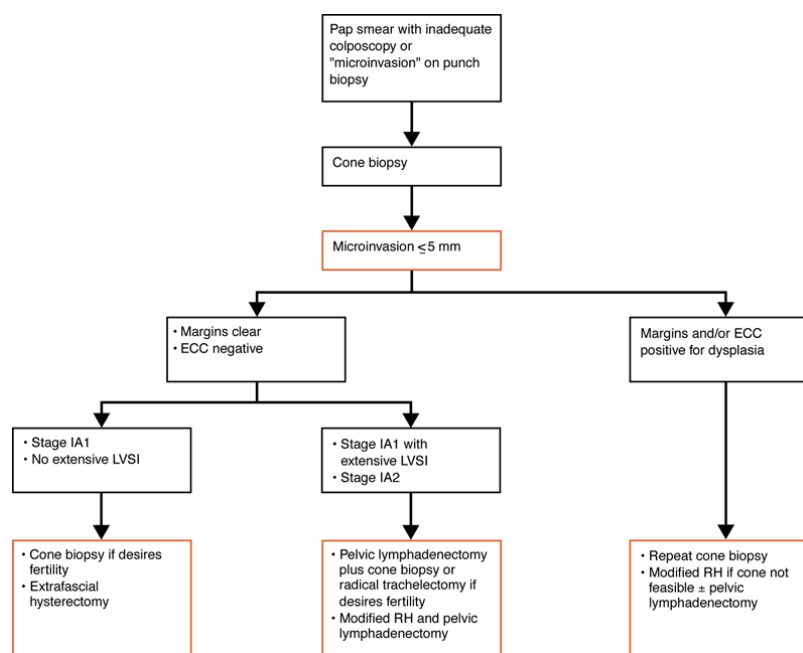 Pap smear with inadequate
colposcopy or
"microinvasion" on punch
biopsy
Cone biopsy
Microinvasion ≤ 5 mm
• Margins clear
• ECC negative
Margins and/or ECC
positive for dysplasia
• Stage IA1
• No extensive LVSI
• Stage IA1 with
extensive LVSI
• Stage IA2
• Cone biopsy if desires
fertility
• Extrafascial
hysterectomy
• Pelvic lymphadenectomy
plus cone biopsy or
radical trachelectomy if
desires fertility
• Modified RH and pelvic
lymphadenectomy
• Repeat cone biopsy
• Modified RH if cone not
feasible ± pelvic
lymphadenectomy